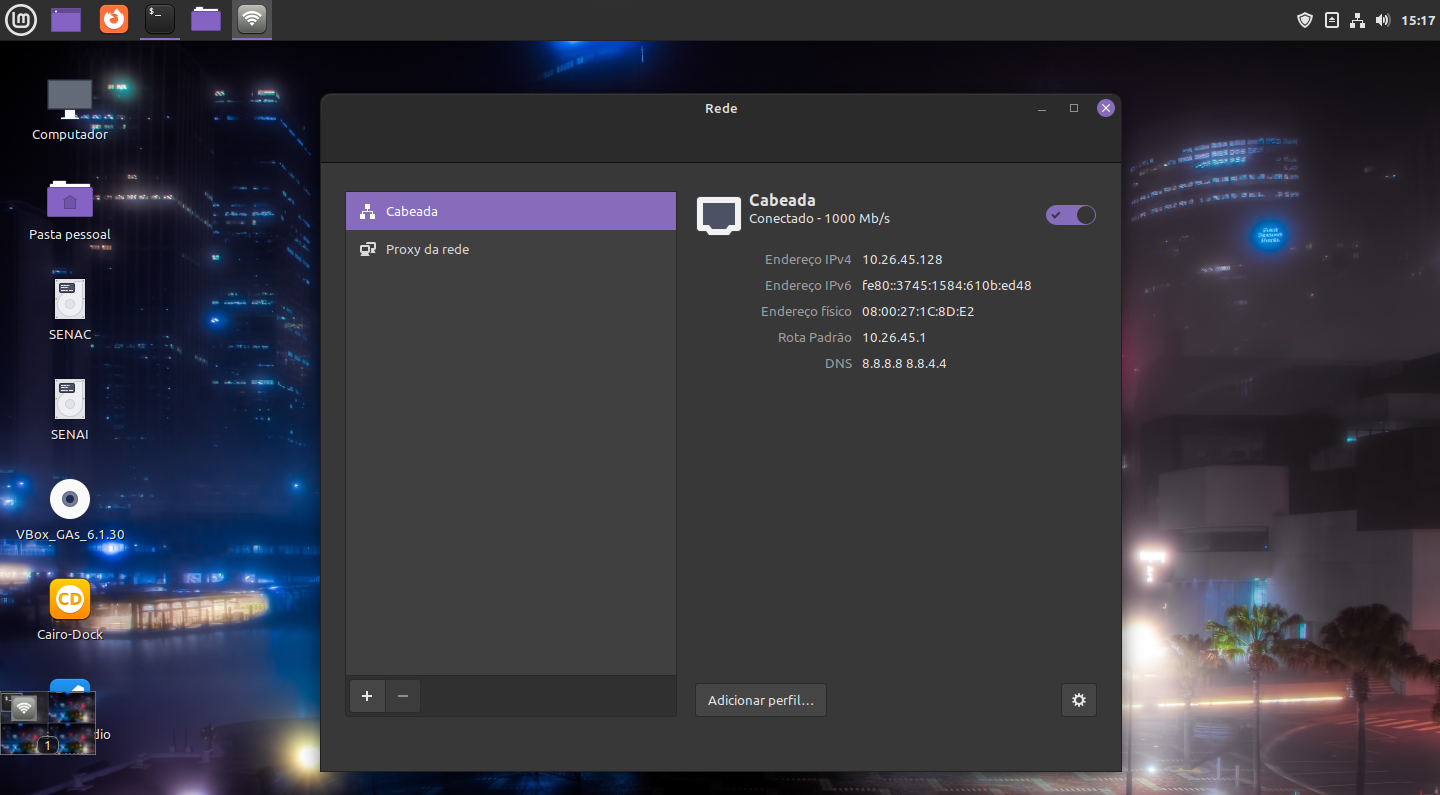 $_
15:17
Computador
Pasta pessoal
SENAC
SENAI
VBox_GAs_6.1.30
CD
Cairo-Dock
dio
1
Rede
Cabeada
Proxy da rede
Cabeada
Conectado - 1000 Mb/s
Endereço IPv4 10.26.45.128
Endereço IPv6 fe80::3745:1584:610b:ed48
Endereço físico 08:00:27:1C:8D:E2
Rota Padrão 10.26.45.1
DNS 8.8.8.8 8.8.4.4
+ −
Adicionar perfil...